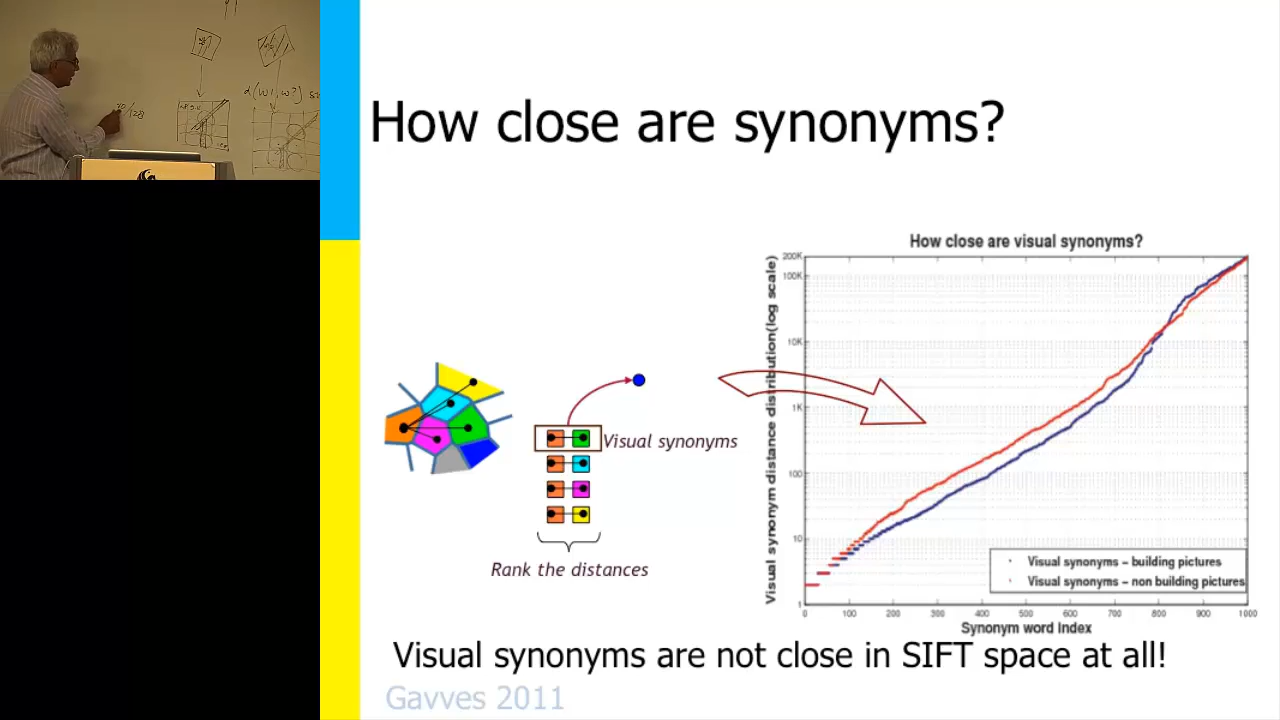 How close are synonyms?
How close are visual synonyms?
Visual synonym distance distribution(log scale)
200K
100K
10K
1K
100
10
1
0 100 200 300 400 500 600 700 800 900 1000
Synonym word index
Visual synonyms – building pictures
Visual synonyms – non building pictures
Visual synonyms
Rank the distances
Visual synonyms are not close in SIFT space at all!
Gavves 2011